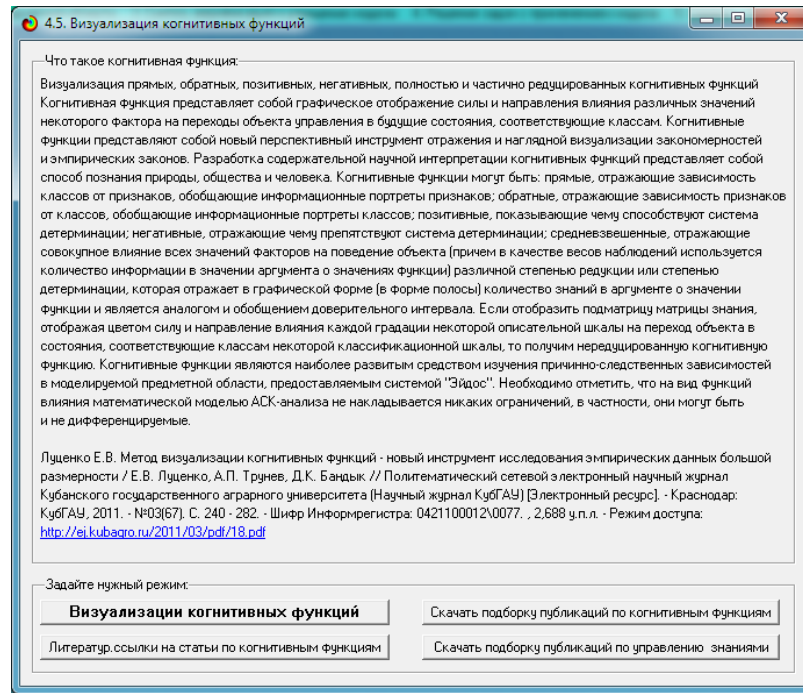 4.5. Визуализация когнитивных функций
Что такое когнитивная функция:
Визуализация прямых, обратных, позитивных, негативных, полностью и частично редуцированных когнитивных функций
Когнитивная функция представляет собой графическое отображение силы и направления влияния различных значений
некоторого фактора на переходы объекта управления в будущие состояния, соответствующие классам. Когнитивные
функции представляют собой новый перспективный инструмент отражения и наглядной визуализации закономерностей
и эмпирических законов. Разработка содержательной научной интерпретации когнитивных функций представляет собой
способ познания природы, общества и человека. Когнитивные функции могут быть: прямые, отражающие зависимость
классов от признаков, обобщающие информационные портреты признаков; обратные, отражающие зависимость признаков
от классов, обобщающие информационные портреты классов; позитивные, показывающие чему способствуют система
детерминации; негативные, отражающие чему препятствуют система детерминации; средневзвешенные, отражающие
совокупное влияние всех значений факторов на поведение объекта (причем в качестве весов наблюдений используется
количество информации в значении аргумента о значениях функции) различной степенью редукции или степенью
детерминации, которая отражает в графической форме (в форме полосы) количество знаний в аргументе о значении
функции и является аналогом и обобщением доверительного интервала. Если отобразить подматрицу матрицы знания,
отображая цветом силу и направление влияния каждой градации некоторой описательной шкалы на переход объекта в
состояния, соответствующие классам некоторой классификационной шкалы, то получим нередуцированную когнитивную
функцию. Когнитивные функции являются наиболее развитым средством изучения причинно-следственных зависимостей
в моделируемой предметной области, предоставляемым системой "Эйдос". Необходимо отметить, что на вид функций
влияния математической моделью АСК-анализа не накладывается никаких ограничений, в частности, они могут быть
и не дифференцируемые.
Луценко Е.В. Метод визуализации когнитивных функций - новый инструмент исследования эмпирических данных большой
размерности / Е.В. Луценко, А.П. Трунев, Д.К. Бандык // Политематический сетевой электронный научный журнал
Кубанского государственного аграрного университета (Научный журнал КубГАУ) [Электронный ресурс]. - Краснодар:
КубГАУ, 2011. - №03(67). С. 240 - 282. - Шифр Информрегистра: 0421100012\0077. , 2,688 у.п.л. - Режим доступа:
http://ej.kubagro.ru/2011/03/pdf/18.pdf
Задайте нужный режим:
Визуализации когнитивных функций
Скачать подборку публикаций по когнитивным функциям
Литератур.ссылки на статьи по когнитивным функциям
Скачать подборку публикаций по управлению знаниями